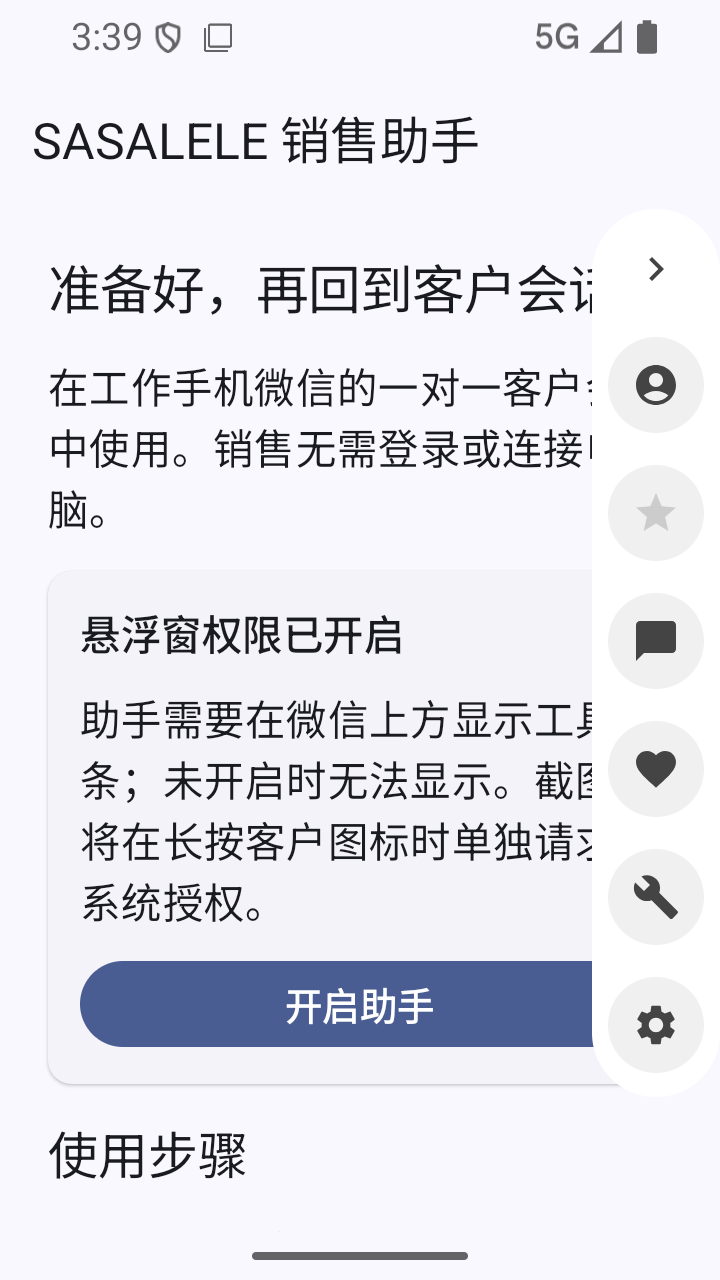 3:39
5G
SASALELE 销售助手
准备好，再回到客户会
在工作手机微信的一对一客户
中使用。销售无需登录或连接
脑。
悬浮窗权限已开启
助手需要在微信上方显示工具
条；未开启时无法显示。截图
将在长按客户图标时单独请求
系统授权。
开启助手
使用步骤